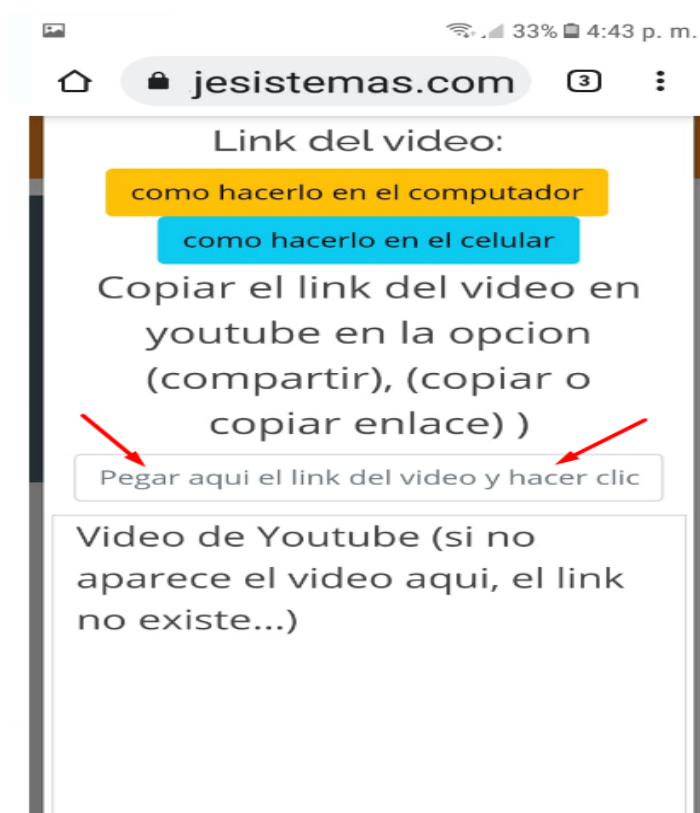 33% 4:43 p. m.
jesistemas.com 3
Link del video:
como hacerlo en el computador
como hacerlo en el celular
Copiar el link del video en
youtube en la opcion
(compartir), (copiar o
copiar enlace) )
Pegar aqui el link del video y hacer clic
Video de Youtube (si no
aparece el video aqui, el link
no existe...)